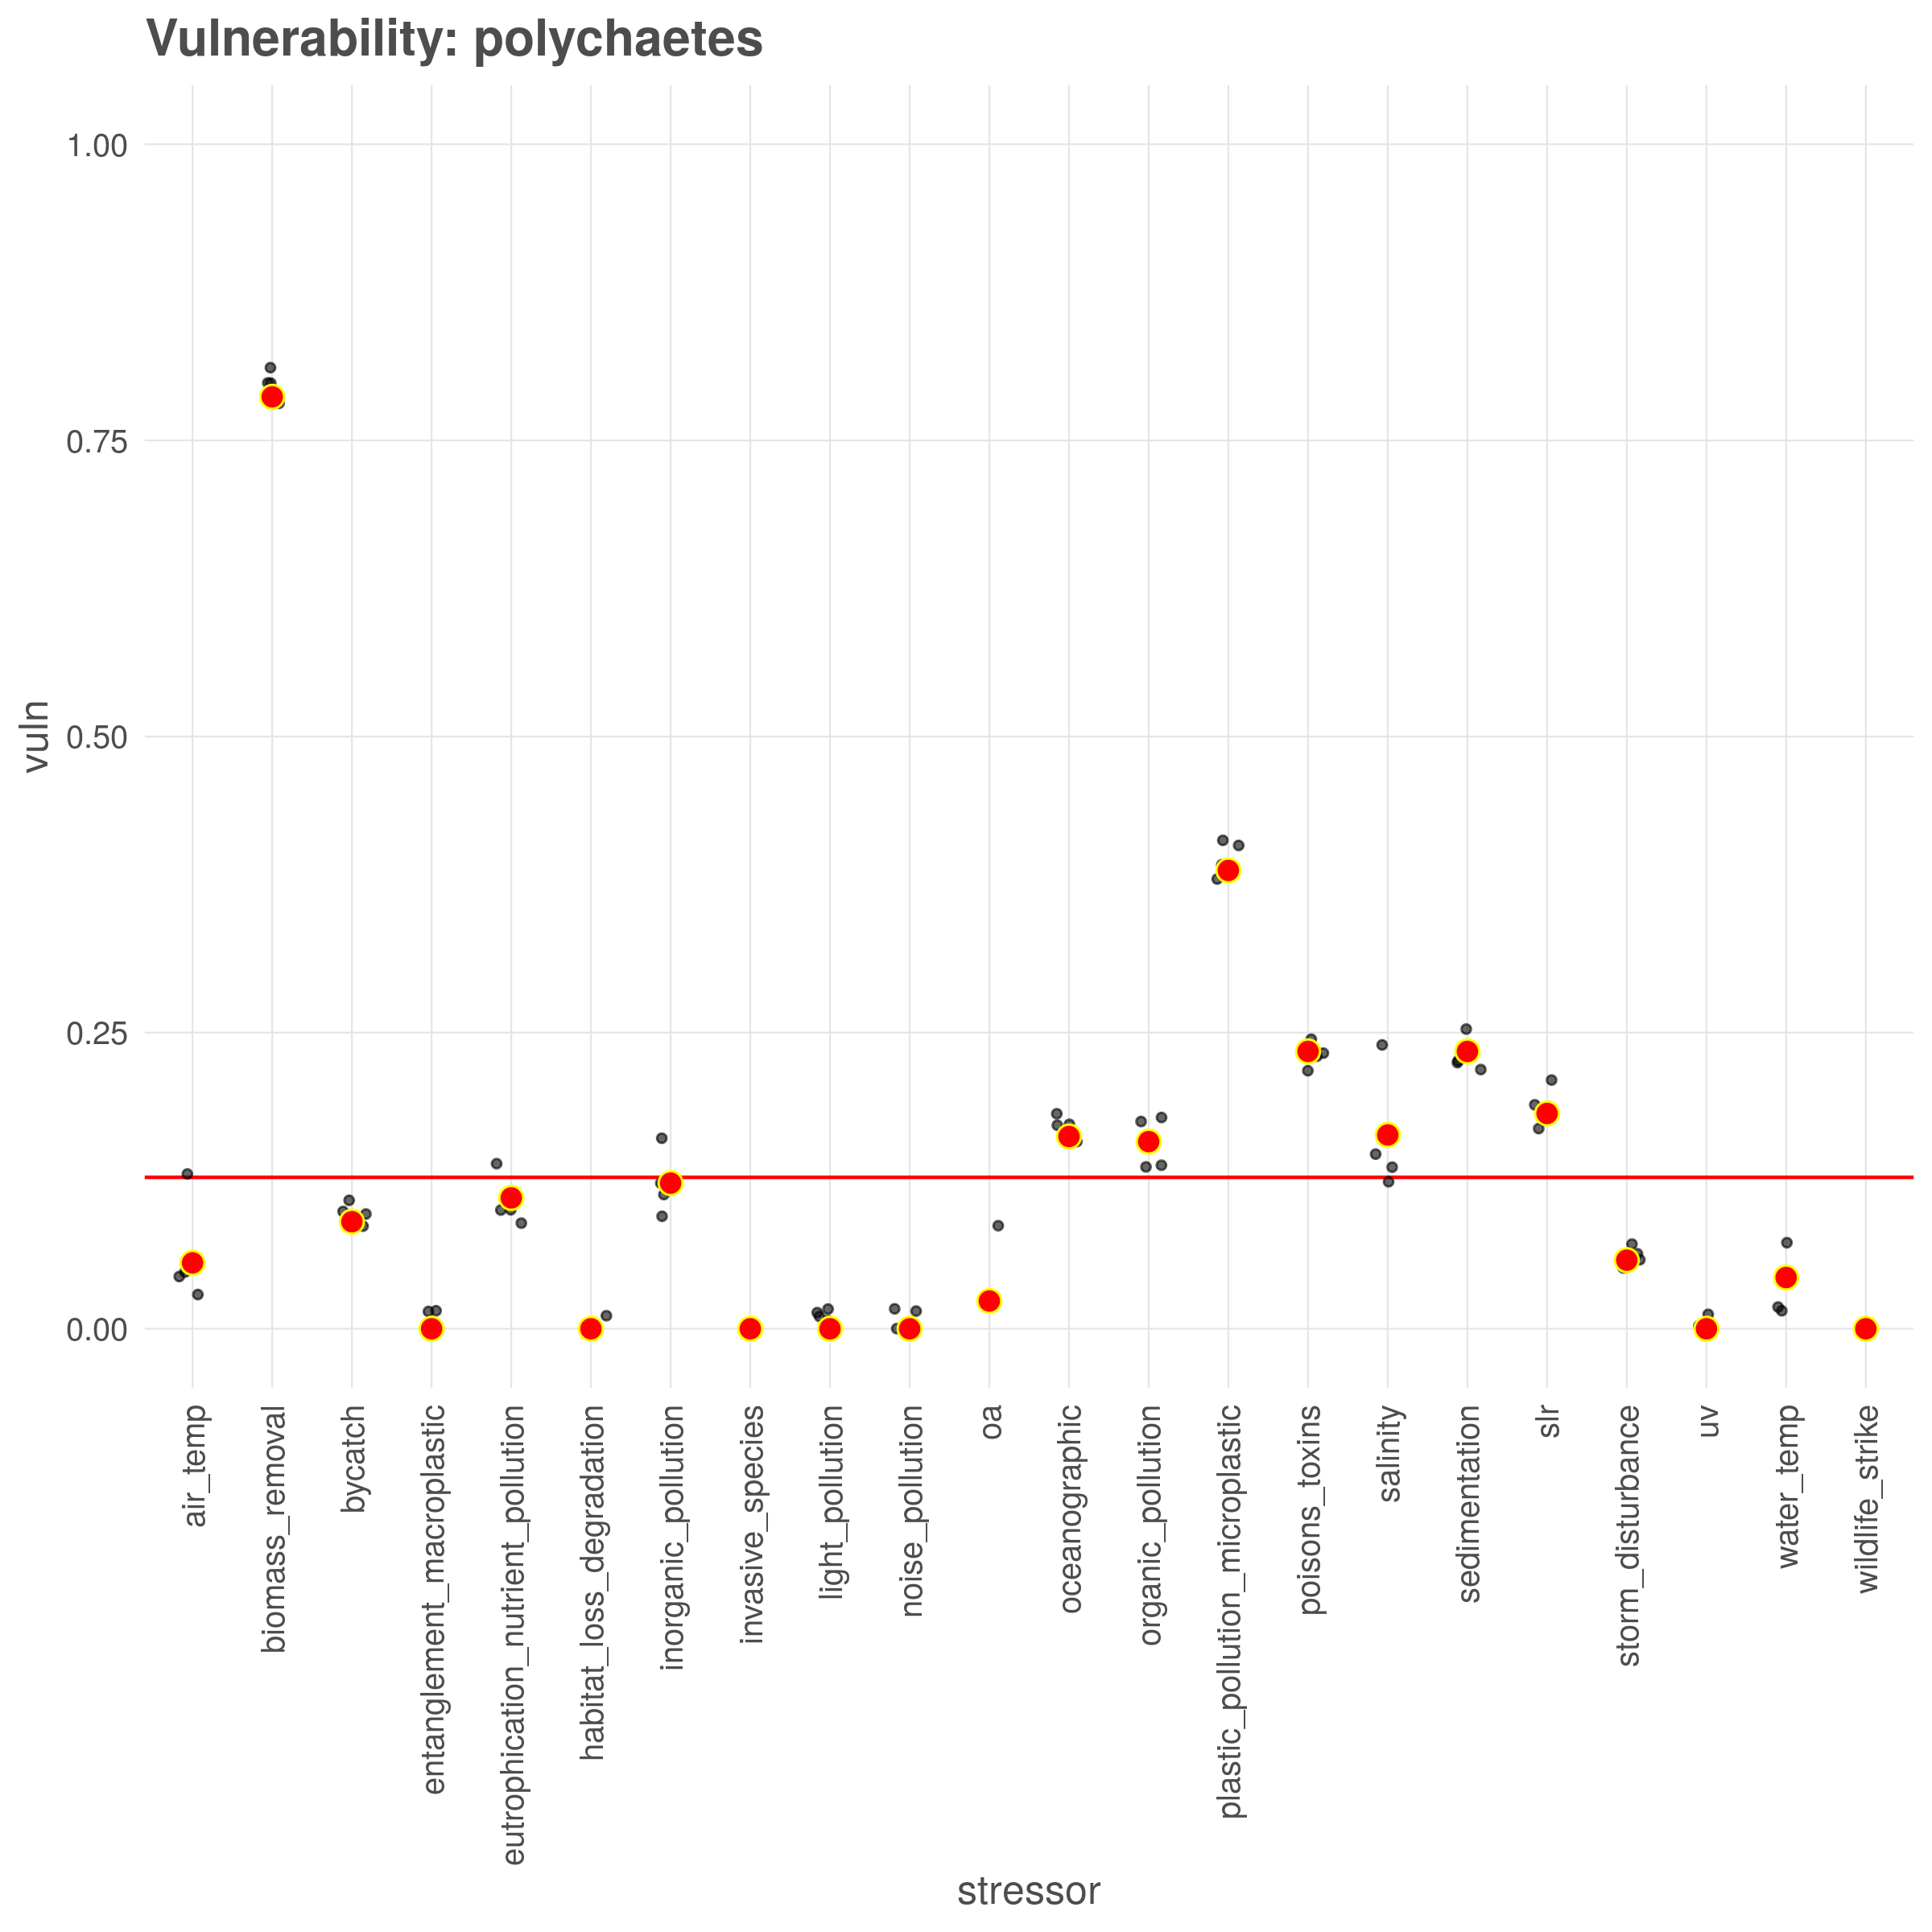 Vulnerability: polychaetes
vuln
1.00
0.75
0.50
0.25
0.00
air_temp
biomass_removal
bycatch
entanglement_macroplastic
eutrophication_nutrient_pollution
habitat_loss_degradation
inorganic_pollution
invasive_species
light_pollution
noise_pollution
oa
oceanographic
organic_pollution
plastic_pollution_microplastic
poisons_toxins
salinity
sedimentation
slr
storm_disturbance
uv
water_temp
wildlife_strike
stressor